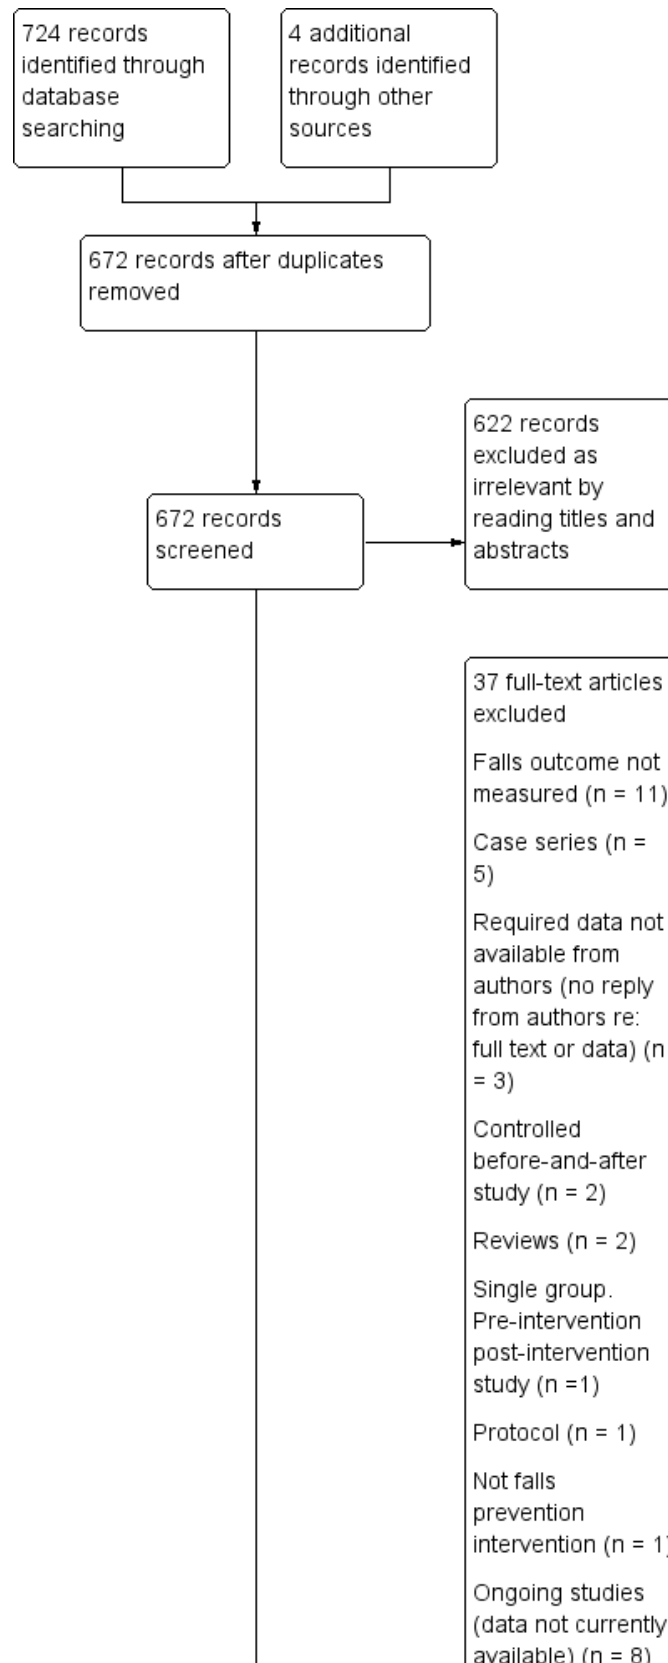 724 records
identified through
database
searching
4 additional
records identified
through other
sources
672 records after duplicates
removed
622 records
excluded as
irrelevant by
reading titles and
abstracts
672 records
screened
37 full-text articles
excluded
Falls outcome not
measured (n = 11)
Case series (n =
5)
Required data not
available from
authors (no reply
from authors re:
full text or data) (n
= 3)
Controlled
before-and-after
study (n = 2)
Reviews (n = 2)
Single group.
Pre-intervention
post-intervention
study (n =1)
Protocol (n = 1)
Not falls
prevention
intervention (n = 1)
Ongoing studies
(data not currently
available) (n = 8)